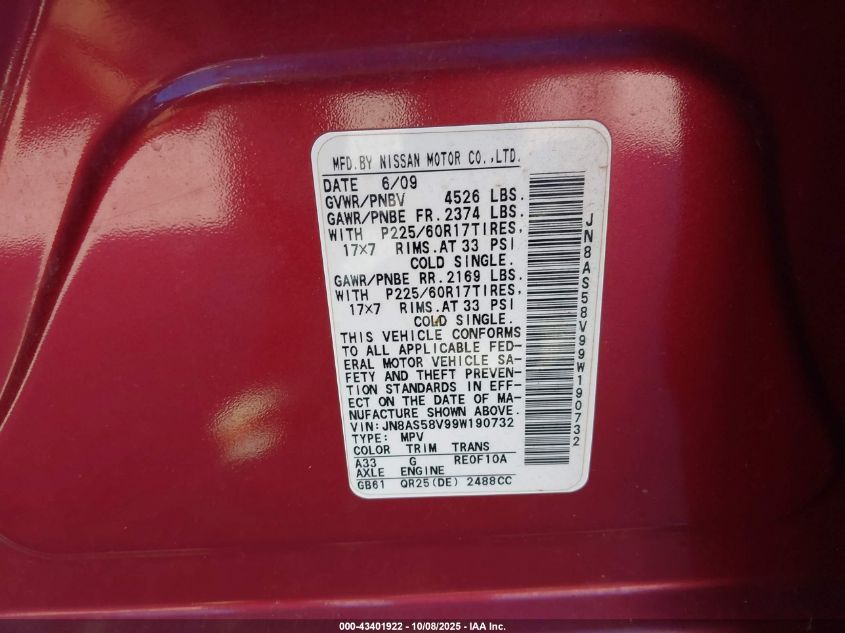 MFD.BY NISSAN MOTOR CO.,LTD.
DATE 6/09
GVWR/PNBV 4526 LBS.
GAWR/PNBE FR. 2374 LBS.
WITH P225/60R17TIRES,
17×7 RIMS.AT 33 PSI
COLD SINGLE.
GAWR/PNBE RR. 2169 LBS.
WITH P225/60R17TIRES,
17×7 RIMS.AT 33 PSI
COLD SINGLE.
THIS VEHICLE CONFORMS
TO ALL APPLICABLE FED-
ERAL MOTOR VEHICLE SA-
FETY AND THEFT PREVEN-
TION STANDARDS IN EFF-
ECT ON THE DATE OF MA-
NUFACTURE SHOWN ABOVE.
VIN:JN8AS58V99W190732
TYPE: MPV
COLOR TRIM TRANS
A33 G RE0F10A
AXLE ENGINE
GB61 QR25(DE) 2488CC
JN8AS58V99W190732
000-43401922 - 10/08/2025 - IAA Inc.